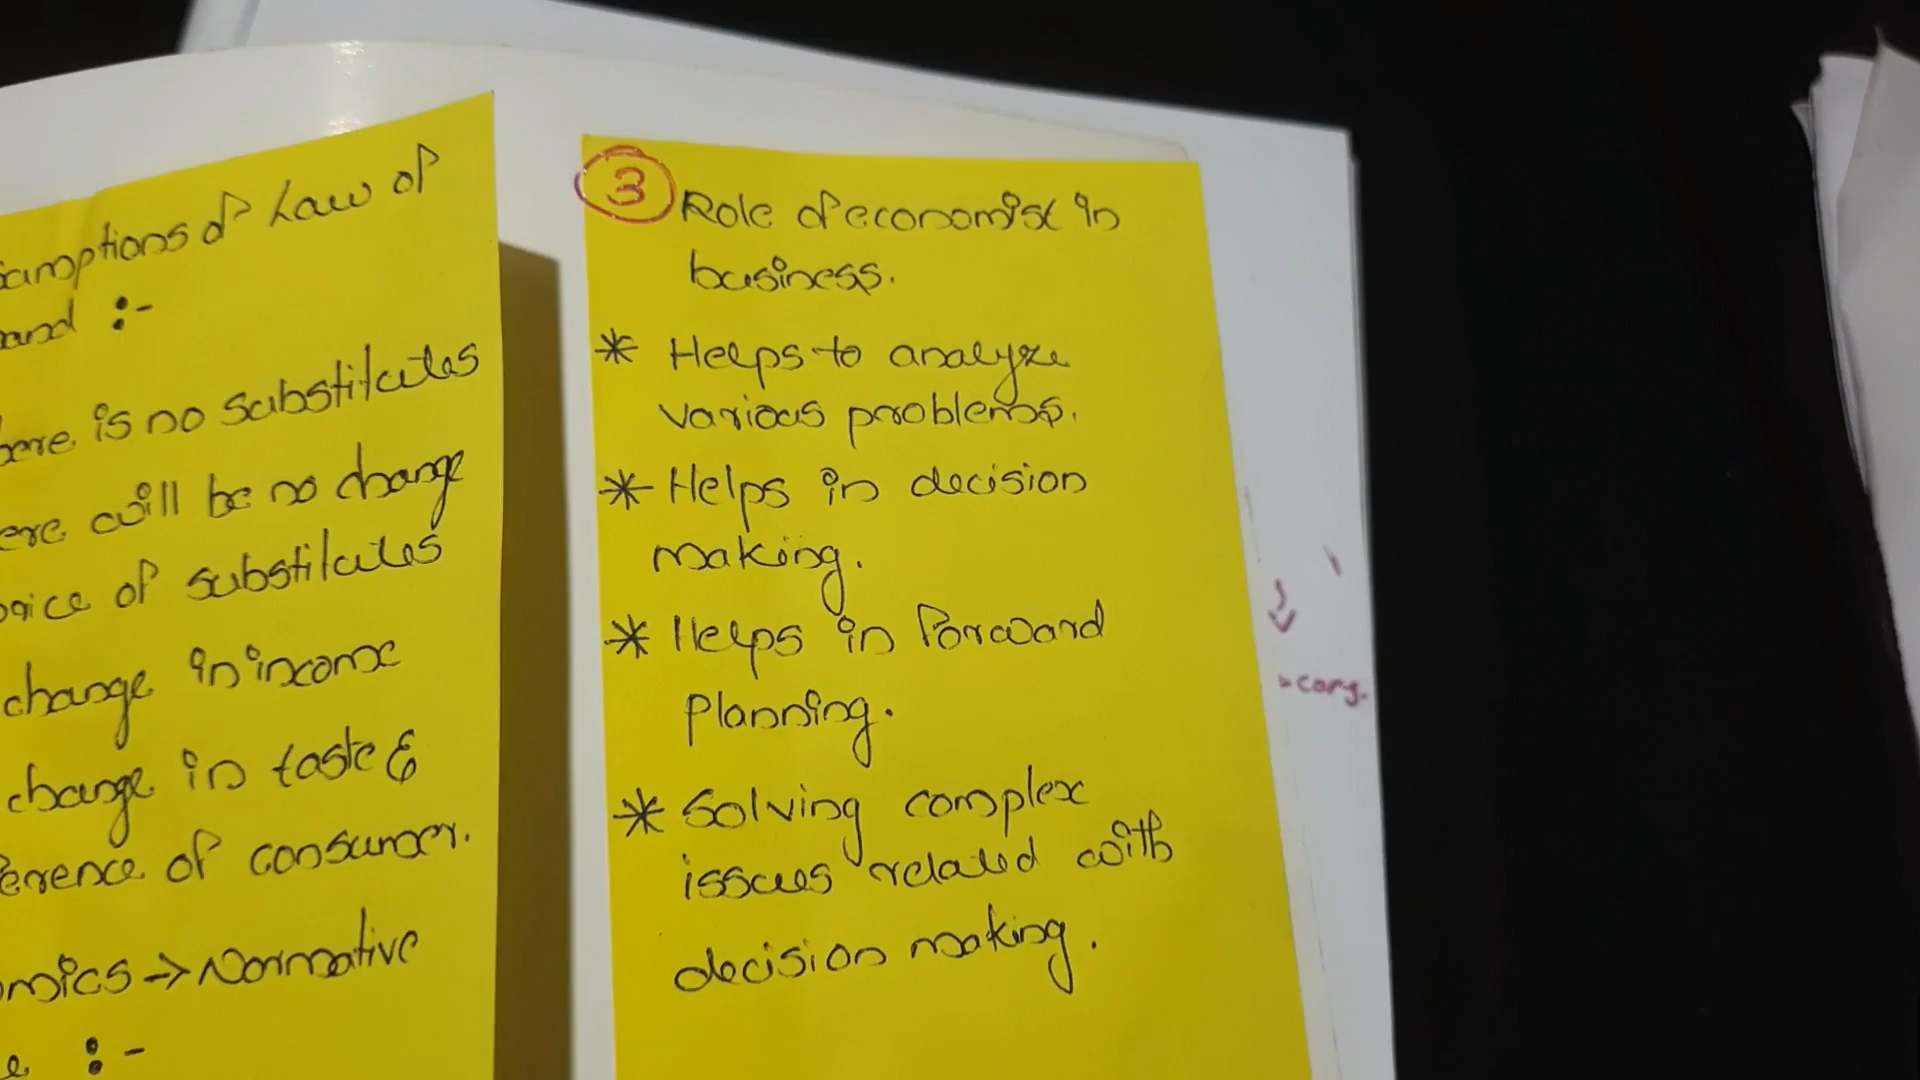 of Law of
:-
is no substitutes
will be no change
of substitutes
change in income
change in taste &
of consumer.
→ Normative
:-
3 Role of economist in
business.
* Helps to analyze
various problems.
* Helps in decision
making.
* Helps in forward
planning.
* Solving complex
issues related with
decision making.